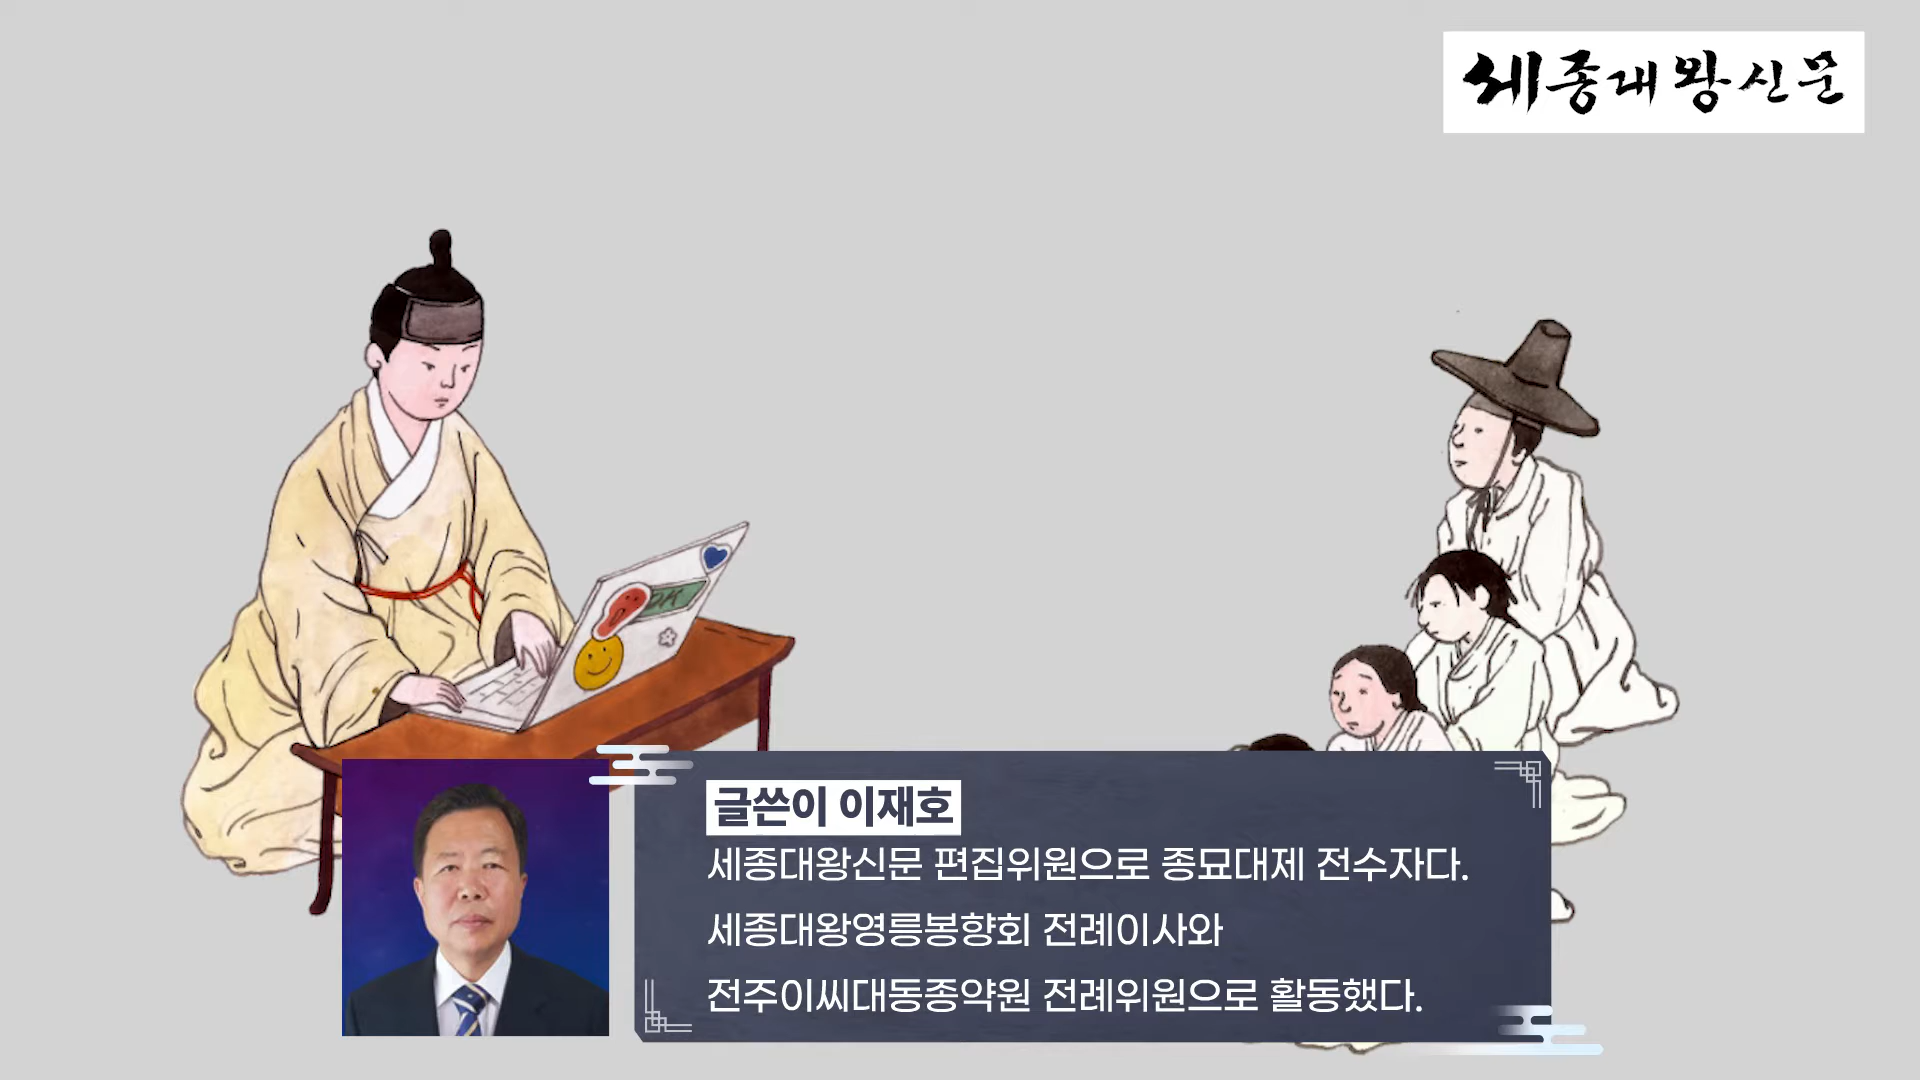 세종대왕신문
OK
글쓴이 이재호
세종대왕신문 편집위원으로 종묘대제 전수자다.
세종대왕영릉봉향회 전례이사와
전주이씨대동종약원 전례위원으로 활동했다.